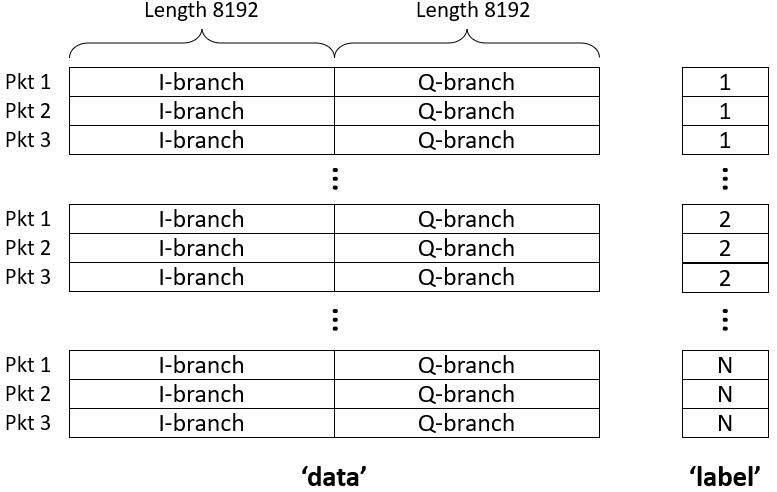 Length 8192 Length 8192
Pkt 1 I-branch Q-branch 1
Pkt 2 I-branch Q-branch 1
Pkt 3 I-branch Q-branch 1
⋮ ⋮
Pkt 1 I-branch Q-branch 2
Pkt 2 I-branch Q-branch 2
Pkt 3 I-branch Q-branch 2
⋮ ⋮
Pkt 1 I-branch Q-branch N
Pkt 2 I-branch Q-branch N
Pkt 3 I-branch Q-branch N
‘data’ ‘label’